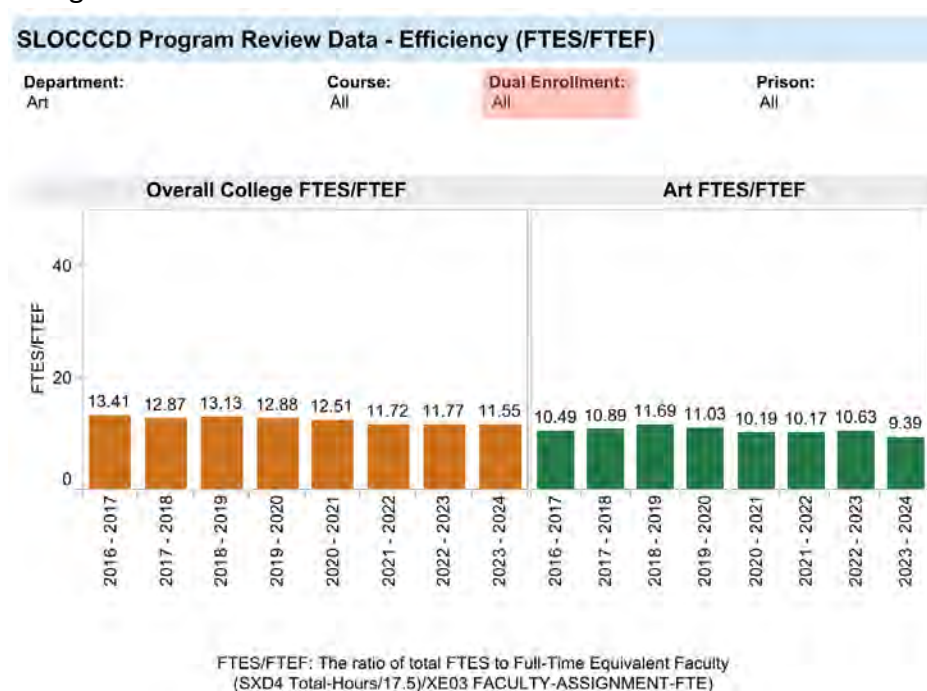 SLOCCCD Program Review Data - Efficiency (FTES/FTEF)
Department: Course: Dual Enrollment: Prison:
Art All All All
Overall College FTES/FTEF Art FTES/FTEF
FTES/FTEF
40
20
0
13.41 12.87 13.13 12.88 12.51 11.72 11.77 11.55 10.49 10.89 11.69 11.03 10.19 10.17 10.63 9.39
2016 - 2017 2017 - 2018 2018 - 2019 2019 - 2020 2020 - 2021 2021 - 2022 2022 - 2023 2023 - 2024 2016 - 2017 2017 - 2018 2018 - 2019 2019 - 2020 2020 - 2021 2021 - 2022 2022 - 2023 2023 - 2024
FTES/FTEF: The ratio of total FTES to Full-Time Equivalent Faculty
(SXD4 Total-Hours/17.5)/XE03 FACULTY-ASSIGNMENT-FTE)